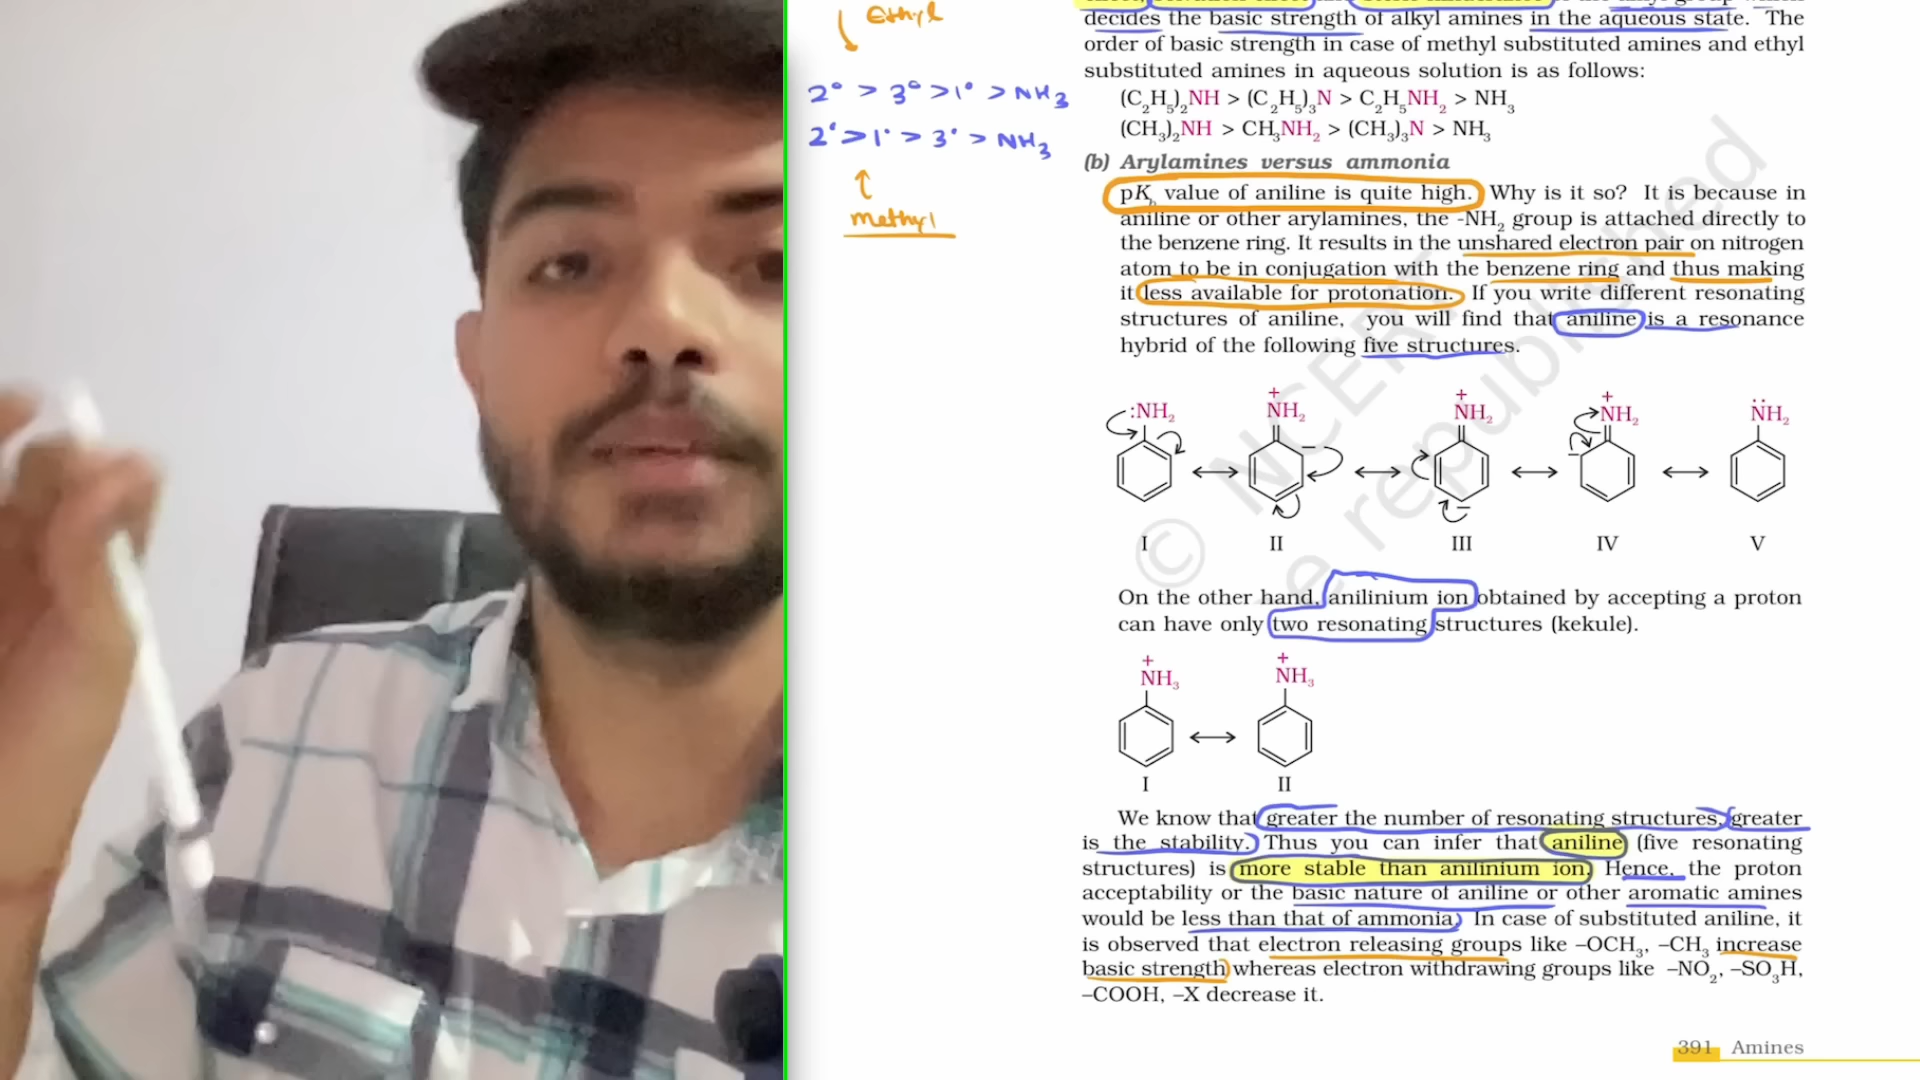 Ethyl
2° > 3° > 1° > NH3
2° > 1° > 3° > NH3
methyl
decides the basic strength of alkyl amines in the aqueous state. The
order of basic strength in case of methyl substituted amines and ethyl
substituted amines in aqueous solution is as follows:
(C2H5)2NH > (C2H5)3N > C2H5NH2 > NH3
(CH3)2NH > CH3NH2 > (CH3)3N > NH3
(b) Arylamines versus ammonia
pKb value of aniline is quite high. Why is it so? It is because in
aniline or other arylamines, the -NH2 group is attached directly to
the benzene ring. It results in the unshared electron pair on nitrogen
atom to be in conjugation with the benzene ring and thus making
it less available for protonation. If you write different resonating
structures of aniline, you will find that aniline is a resonance
hybrid of the following five structures.
:NH2 +NH2 +NH2 +NH2 N̈H2
I II III IV V
On the other hand, anilinium ion obtained by accepting a proton
can have only two resonating structures (kekule).
+NH3 +NH3
I II
We know that greater the number of resonating structures, greater
is the stability. Thus you can infer that aniline (five resonating
structures) is more stable than anilinium ion. Hence, the proton
acceptability or the basic nature of aniline or other aromatic amines
would be less than that of ammonia. In case of substituted aniline, it
is observed that electron releasing groups like –OCH3, –CH3 increase
basic strength whereas electron withdrawing groups like –NO2, –SO3H,
–COOH, –X decrease it.
391 Amines
© NCERT
e republished